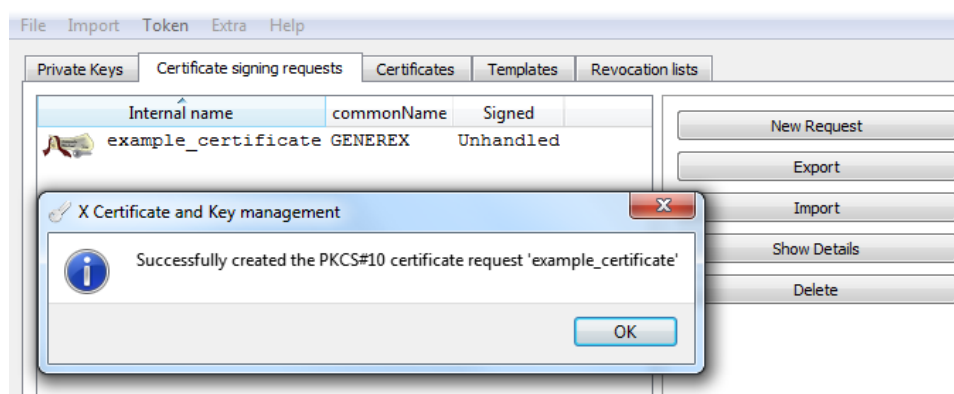 File Import Token Extra Help
Private Keys Certificate signing requests Certificates Templates Revocation lists
Internal name commonName Signed
example_certificate GENEREX Unhandled
New Request
Export
Import
Show Details
Delete
X Certificate and Key management
Successfully created the PKCS#10 certificate request 'example_certificate'
OK